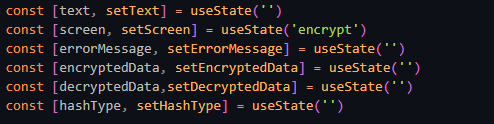 const [text, setText] = useState('')
const [screen, setScreen] = useState('encrypt')
const [errorMessage, setErrorMessage] = useState('')
const [encryptedData, setEncryptedData] = useState('')
const [decryptedData,setDecryptedData] = useState('')
const [hashType, setHashType] = useState('')